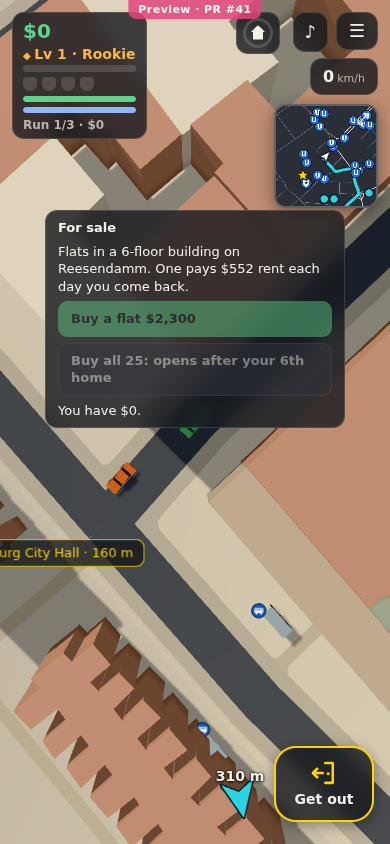 Preview · PR #41
$0
Lv 1 · Rookie
Run 1/3 · $0
0 km/h
For sale
Flats in a 6-floor building on
Reesendamm. One pays $552 rent each
day you come back.
Buy a flat $2,300
Buy all 25: opens after your 6th
home
You have $0.
urg City Hall · 160 m
310 m
Get out